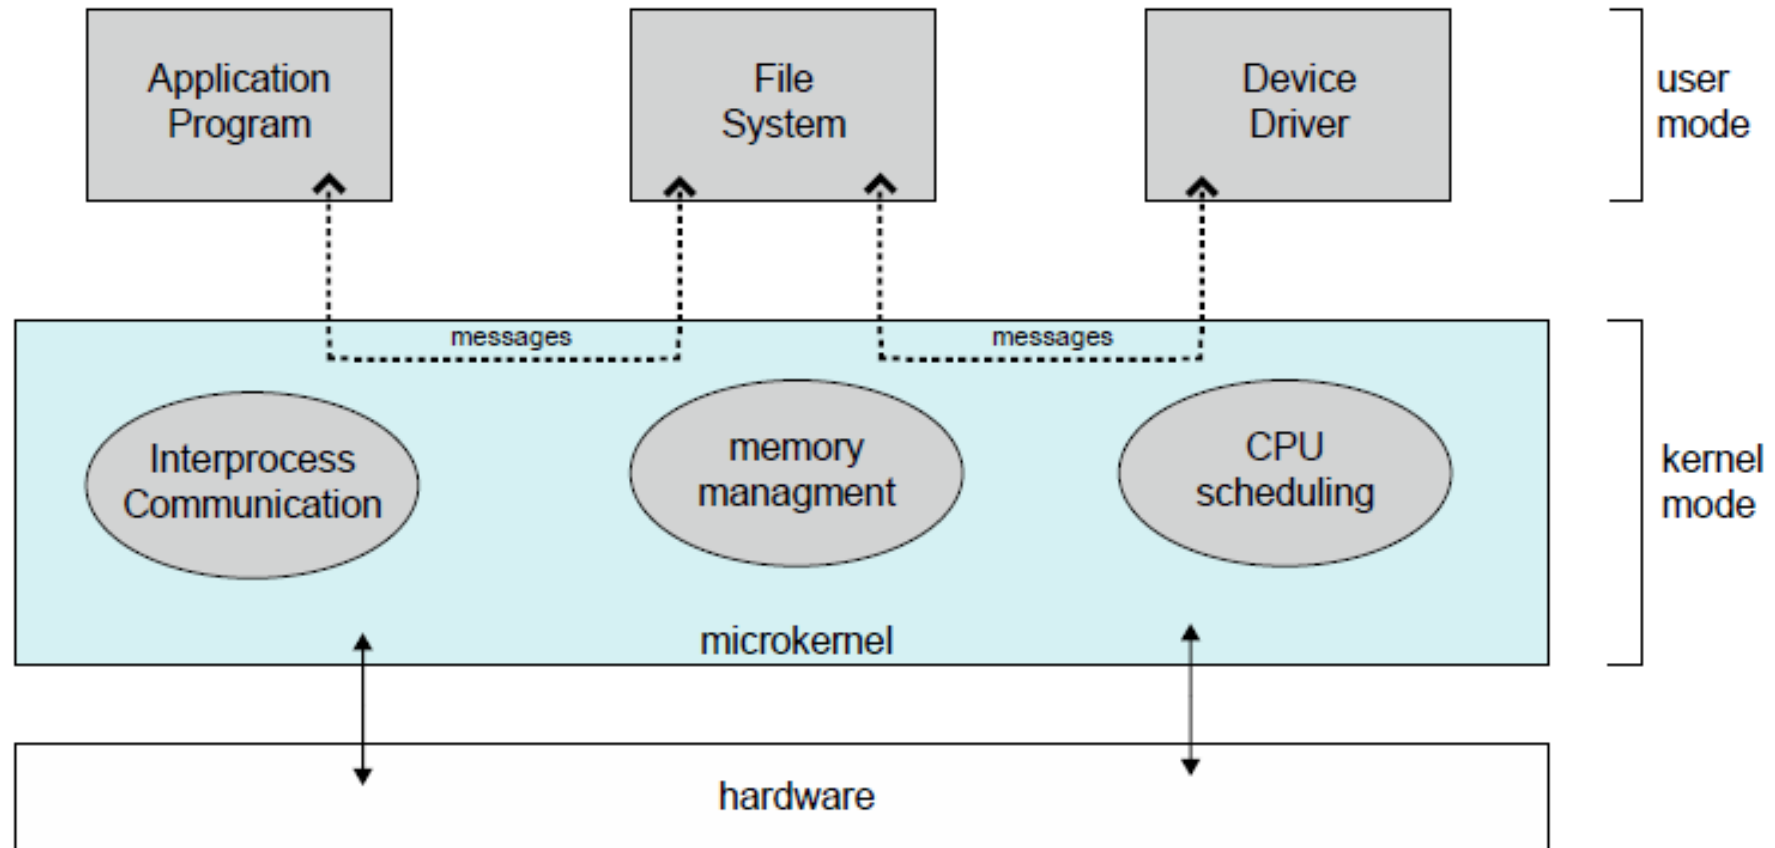 Application
Program
File
System
Device
Driver
user
mode
messages
messages
Interprocess
Communication
memory
managment
CPU
scheduling
kernel
mode
microkernel
hardware